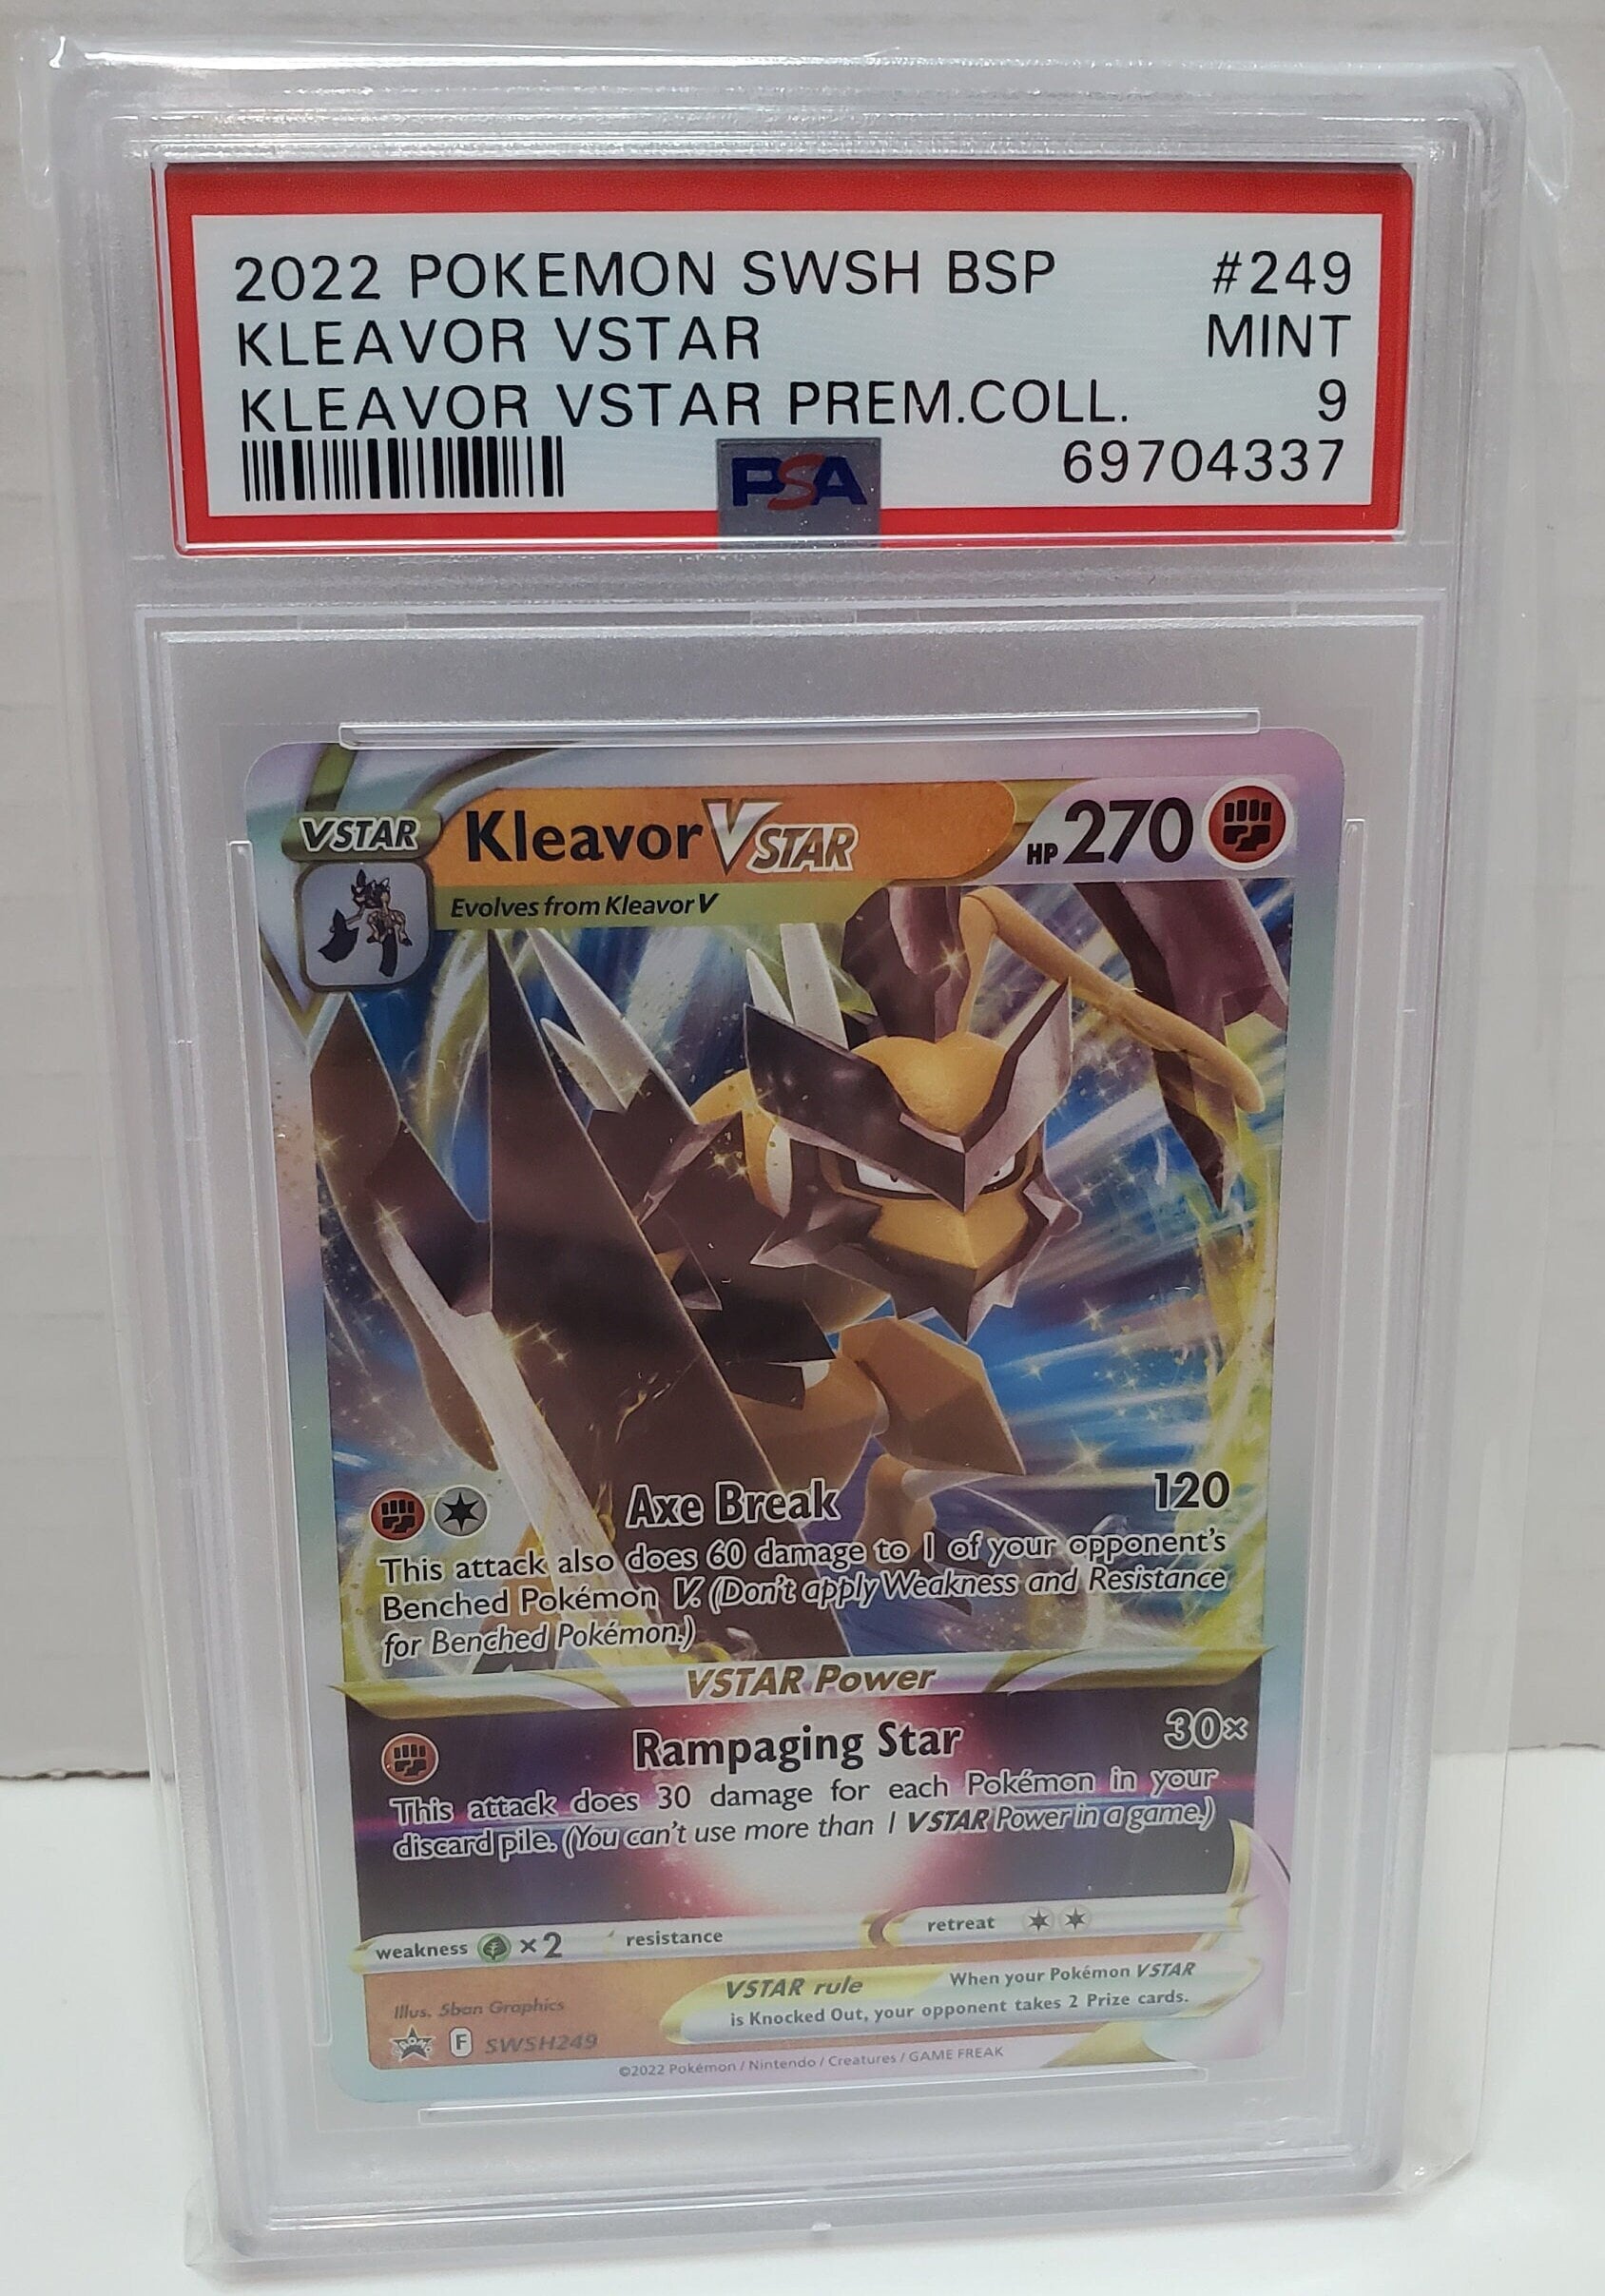 2022 POKEMON SWSH BSP #249
KLEAVOR VSTAR MINT
KLEAVOR VSTAR PREM.COLL. 9
PSA 69704337
VSTAR Kleavor VSTAR HP 270
Evolves from Kleavor V
Axe Break 120
This attack also does 60 damage to 1 of your opponent's
Benched Pokémon V. (Don't apply Weakness and Resistance
for Benched Pokémon.)
VSTAR Power
Rampaging Star 30×
This attack does 30 damage for each Pokémon in your
discard pile. (You can't use more than 1 VSTAR Power in a game.)
weakness ×2 resistance retreat
VSTAR rule When your Pokémon VSTAR
is Knocked Out, your opponent takes 2 Prize cards.
Illus. 5ban Graphics
F SWSH249
©2022 Pokémon / Nintendo / Creatures / GAME FREAK